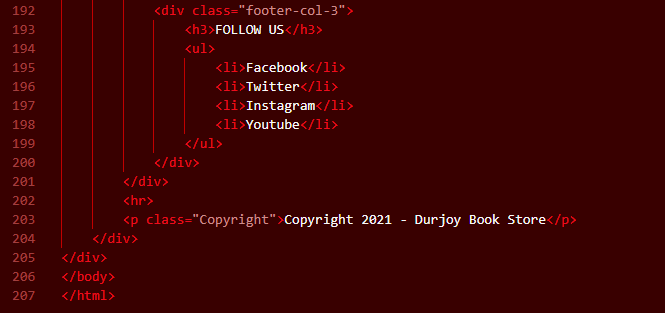 192 <div class="footer-col-3">
193 <h3>FOLLOW US</h3>
194 <ul>
195 <li>Facebook</li>
196 <li>Twitter</li>
197 <li>Instagram</li>
198 <li>Youtube</li>
199 </ul>
200 </div>
201 </div>
202 <hr>
203 <p class="Copyright">Copyright 2021 - Durjoy Book Store</p>
204 </div>
205 </div>
206 </body>
207 </html>